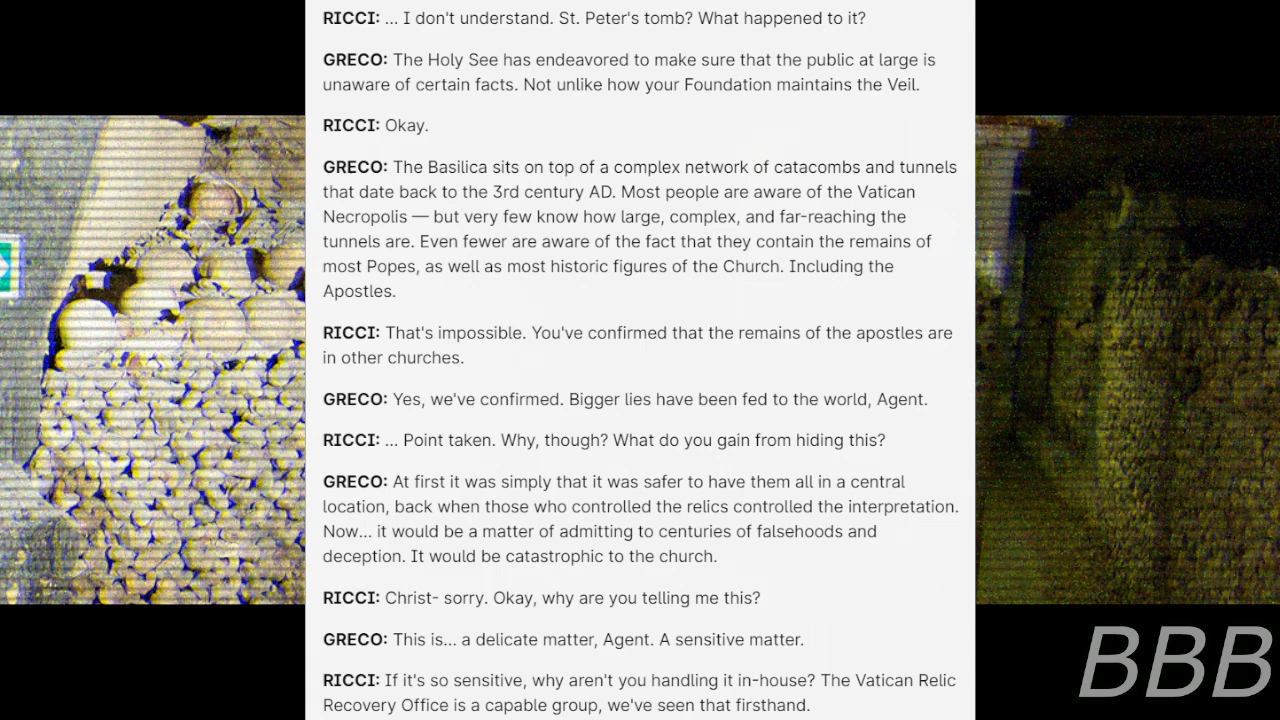 RICCI: ... I don't understand. St. Peter's tomb? What happened to it?
GRECO: The Holy See has endeavored to make sure that the public at large is
unaware of certain facts. Not unlike how your Foundation maintains the Veil.
RICCI: Okay.
GRECO: The Basilica sits on top of a complex network of catacombs and tunnels
that date back to the 3rd century AD. Most people are aware of the Vatican
Necropolis — but very few know how large, complex, and far-reaching the
tunnels are. Even fewer are aware of the fact that they contain the remains of
most Popes, as well as most historic figures of the Church. Including the
Apostles.
RICCI: That's impossible. You've confirmed that the remains of the apostles are
in other churches.
GRECO: Yes, we've confirmed. Bigger lies have been fed to the world, Agent.
RICCI: ... Point taken. Why, though? What do you gain from hiding this?
GRECO: At first it was simply that it was safer to have them all in a central
location, back when those who controlled the relics controlled the interpretation.
Now... it would be a matter of admitting to centuries of falsehoods and
deception. It would be catastrophic to the church.
RICCI: Christ- sorry. Okay, why are you telling me this?
GRECO: This is... a delicate matter, Agent. A sensitive matter.
RICCI: If it's so sensitive, why aren't you handling it in-house? The Vatican Relic
Recovery Office is a capable group, we've seen that firsthand.
BBB